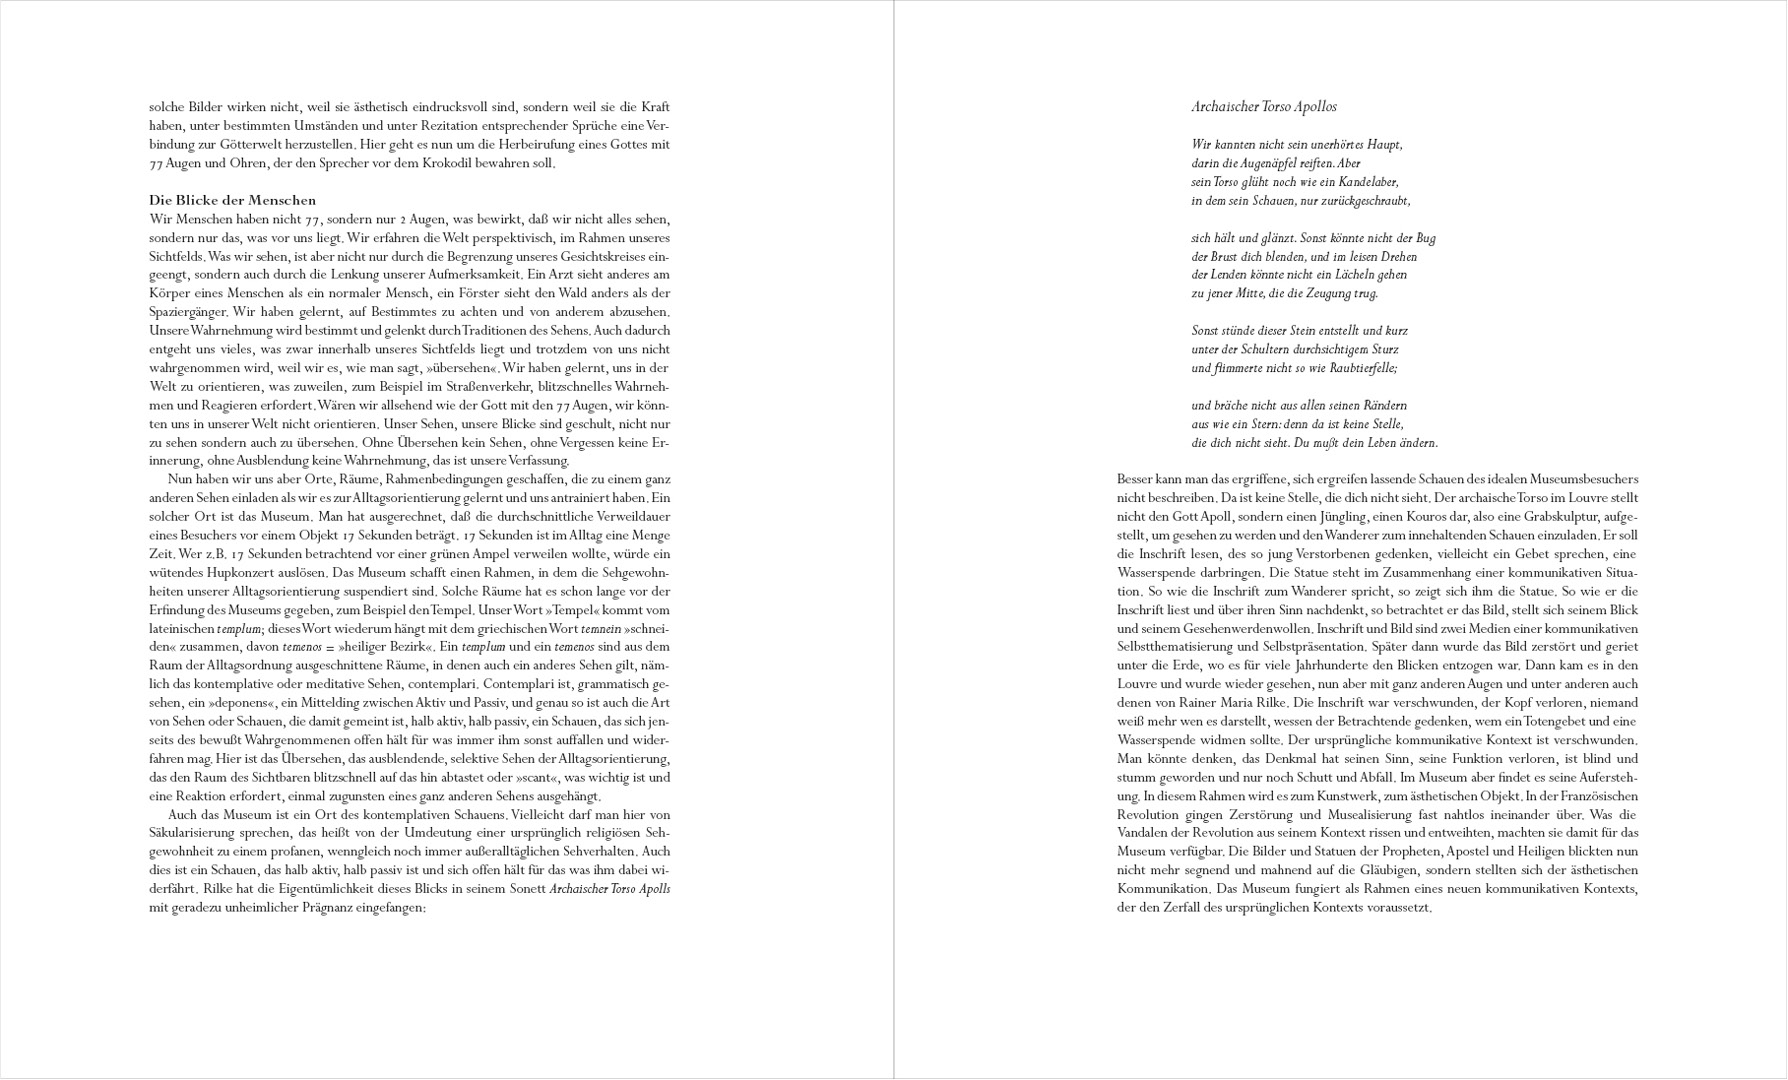 solche Bilder wirken nicht, weil sie ästhetisch eindrucksvoll sind, sondern weil sie die Kraft
haben, unter bestimmten Umständen und unter Rezitation entsprechender Sprüche eine Ver-
bindung zur Götterwelt herzustellen. Hier geht es nun um die Herbeirufung eines Gottes mit
77 Augen und Ohren, der den Sprecher vor dem Krokodil bewahren soll.
Die Blicke der Menschen
Wir Menschen haben nicht 77, sondern nur 2 Augen, was bewirkt, daß wir nicht alles sehen,
sondern nur das, was vor uns liegt. Wir erfahren die Welt perspektivisch, im Rahmen unseres
Sichtfelds. Was wir sehen, ist aber nicht nur durch die Begrenzung unseres Gesichtskreises ein-
geengt, sondern auch durch die Lenkung unserer Aufmerksamkeit. Ein Arzt sieht anderes am
Körper eines Menschen als ein normaler Mensch, ein Förster sieht den Wald anders als der
Spaziergänger. Wir haben gelernt, auf Bestimmtes zu achten und von anderem abzusehen.
Unsere Wahrnehmung wird bestimmt und gelenkt durch Traditionen des Sehens. Auch dadurch
entgeht uns vieles, was zwar innerhalb unseres Sichtfelds liegt und trotzdem von uns nicht
wahrgenommen wird, weil wir es, wie man sagt, »übersehen«. Wir haben gelernt, uns in der
Welt zu orientieren, was zuweilen, zum Beispiel im Straßenverkehr, blitzschnelles Wahrneh-
men und Reagieren erfordert. Wären wir allsehend wie der Gott mit den 77 Augen, wir könn-
ten uns in unserer Welt nicht orientieren. Unser Sehen, unsere Blicke sind geschult, nicht nur
zu sehen sondern auch zu übersehen. Ohne Übersehen kein Sehen, ohne Vergessen keine Er-
innerung, ohne Ausblendung keine Wahrnehmung, das ist unsere Verfassung.
Nun haben wir uns aber Orte, Räume, Rahmenbedingungen geschaffen, die zu einem ganz
anderen Sehen einladen als wir es zur Alltagsorientierung gelernt und uns antrainiert haben. Ein
solcher Ort ist das Museum. Man hat ausgerechnet, daß die durchschnittliche Verweildauer
eines Besuchers vor einem Objekt 17 Sekunden beträgt. 17 Sekunden ist im Alltag eine Menge
Zeit. Wer z.B. 17 Sekunden betrachtend vor einer grünen Ampel verweilen wollte, würde ein
wütendes Hupkonzert auslösen. Das Museum schafft einen Rahmen, in dem die Sehgewohn-
heiten unserer Alltagsorientierung suspendiert sind. Solche Räume hat es schon lange vor der
Erfindung des Museums gegeben, zum Beispiel den Tempel. Unser Wort »Tempel« kommt vom
lateinischen templum; dieses Wort wiederum hängt mit dem griechischen Wort temnein »schnei-
den« zusammen, davon temenos = »heiliger Bezirk«. Ein templum und ein temenos sind aus dem
Raum der Alltagsordnung ausgeschnittene Räume, in denen auch ein anderes Sehen gilt, näm-
lich das kontemplative oder meditative Sehen, contemplari. Contemplari ist, grammatisch ge-
sehen, ein »deponens«, ein Mittelding zwischen Aktiv und Passiv, und genau so ist auch die Art
von Sehen oder Schauen, die damit gemeint ist, halb aktiv, halb passiv, ein Schauen, das sich jen-
seits des bewußt Wahrgenommenen offen hält für was immer ihm sonst auffallen und wider-
fahren mag. Hier ist das Übersehen, das ausblendende, selektive Sehen der Alltagsorientierung,
das den Raum des Sichtbaren blitzschnell auf das hin abtastet oder »scant«, was wichtig ist und
eine Reaktion erfordert, einmal zugunsten eines ganz anderen Sehens ausgehängt.
Auch das Museum ist ein Ort des kontemplativen Schauens. Vielleicht darf man hier von
Säkularisierung sprechen, das heißt von der Umdeutung einer ursprünglich religiösen Seh-
gewohnheit zu einem profanen, wenngleich noch immer außeralltäglichen Sehverhalten. Auch
dies ist ein Schauen, das halb aktiv, halb passiv ist und sich offen hält für das was ihm dabei wi-
derfährt. Rilke hat die Eigentümlichkeit dieses Blicks in seinem Sonett Archaischer Torso Apolls
mit geradezu unheimlicher Prägnanz eingefangen:
Archaischer Torso Apollos
Wir kannten nicht sein unerhörtes Haupt,
darin die Augenäpfel reiften. Aber
sein Torso glüht noch wie ein Kandelaber,
in dem sein Schauen, nur zurückgeschraubt,
sich hält und glänzt. Sonst könnte nicht der Bug
der Brust dich blenden, und im leisen Drehen
der Lenden könnte nicht ein Lächeln gehen
zu jener Mitte, die die Zeugung trug.
Sonst stünde dieser Stein entstellt und kurz
unter der Schultern durchsichtigem Sturz
und flimmerte nicht so wie Raubtierfelle;
und bräche nicht aus allen seinen Rändern
aus wie ein Stern: denn da ist keine Stelle,
die dich nicht sieht. Du mußt dein Leben ändern.
Besser kann man das ergriffene, sich ergreifen lassende Schauen des idealen Museumsbesuchers
nicht beschreiben. Da ist keine Stelle, die dich nicht sieht. Der archaische Torso im Louvre stellt
nicht den Gott Apoll, sondern einen Jüngling, einen Kouros dar, also eine Grabskulptur, aufge-
stellt, um gesehen zu werden und den Wanderer zum innehaltenden Schauen einzuladen. Er soll
die Inschrift lesen, des so jung Verstorbenen gedenken, vielleicht ein Gebet sprechen, eine
Wasserspende darbringen. Die Statue steht im Zusammenhang einer kommunikativen Situa-
tion. So wie die Inschrift zum Wanderer spricht, so zeigt sich ihm die Statue. So wie er die
Inschrift liest und über ihren Sinn nachdenkt, so betrachtet er das Bild, stellt sich seinem Blick
und seinem Gesehenwerdenwollen. Inschrift und Bild sind zwei Medien einer kommunikativen
Selbstthematisierung und Selbstpräsentation. Später dann wurde das Bild zerstört und geriet
unter die Erde, wo es für viele Jahrhunderte den Blicken entzogen war. Dann kam es in den
Louvre und wurde wieder gesehen, nun aber mit ganz anderen Augen und unter anderen auch
denen von Rainer Maria Rilke. Die Inschrift war verschwunden, der Kopf verloren, niemand
weiß mehr wen es darstellt, wessen der Betrachtende gedenken, wem ein Totengebet und eine
Wasserspende widmen sollte. Der ursprüngliche kommunikative Kontext ist verschwunden.
Man könnte denken, das Denkmal hat seinen Sinn, seine Funktion verloren, ist blind und
stumm geworden und nur noch Schutt und Abfall. Im Museum aber findet es seine Aufersteh-
ung. In diesem Rahmen wird es zum Kunstwerk, zum ästhetischen Objekt. In der Französischen
Revolution gingen Zerstörung und Musealisierung fast nahtlos ineinander über. Was die
Vandalen der Revolution aus seinem Kontext rissen und entweihten, machten sie damit für das
Museum verfügbar. Die Bilder und Statuen der Propheten, Apostel und Heiligen blickten nun
nicht mehr segnend und mahnend auf die Gläubigen, sondern stellten sich der ästhetischen
Kommunikation. Das Museum fungiert als Rahmen eines neuen kommunikativen Kontexts,
der den Zerfall des ursprünglichen Kontexts voraussetzt.